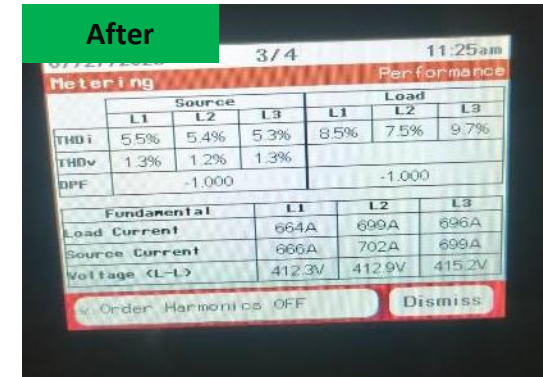 After
3/4 11:25am
Metering Performance
Source Load
L1 L2 L3 L1 L2 L3
THDi 5.5% 5.4% 5.3% 8.5% 7.5% 9.7%
THDv 1.3% 1.2% 1.3%
DPF -1.000 -1.000
Fundamental L1 L2 L3
Load Current 664A 699A 696A
Source Current 666A 702A 699A
Voltage (L-L) 412.3V 412.9V 415.2V
Order Harmonics OFF Dismiss